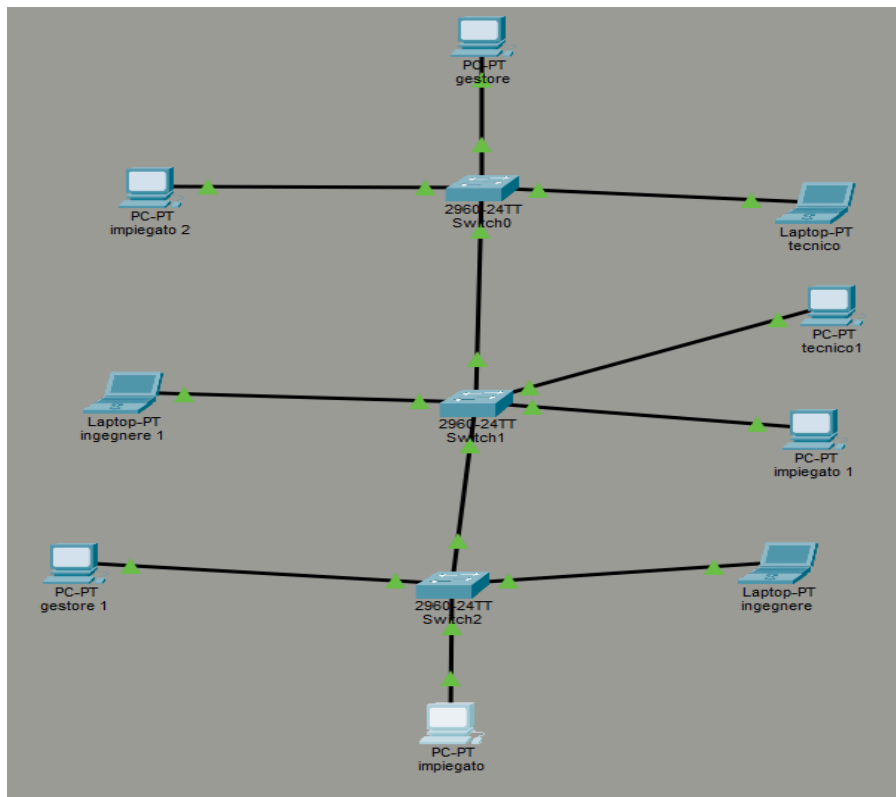 PC-PT
gestore
PC-PT
impiegato 2
2960-24TT
Switch0
Laptop-PT
tecnico
PC-PT
tecnico1
Laptop-PT
ingegnere 1
2960-24TT
Switch1
PC-PT
impiegato 1
PC-PT
gestore 1
2960-24TT
Switch2
Laptop-PT
ingegnere
PC-PT
impiegato